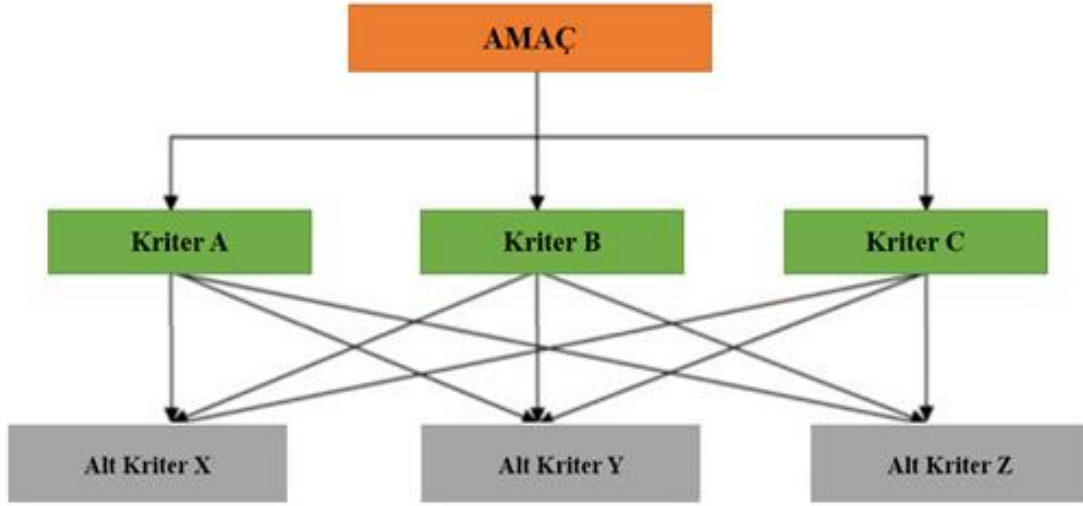 AMAÇ
Kriter A
Kriter B
Kriter C
Alt Kriter X
Alt Kriter Y
Alt Kriter Z